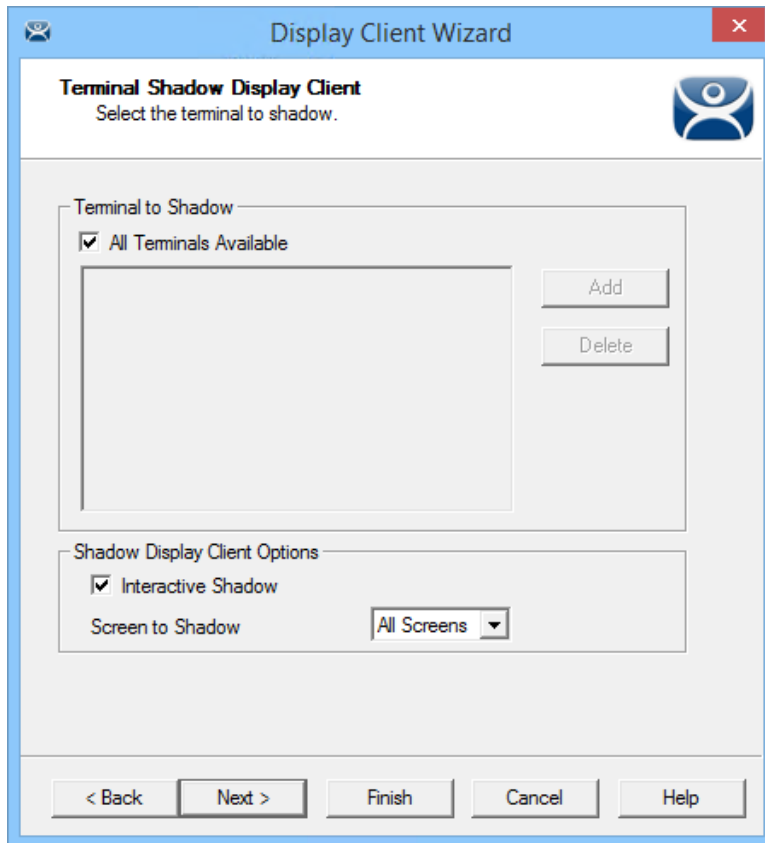 Display Client Wizard
Terminal Shadow Display Client
Select the terminal to shadow.
Terminal to Shadow
All Terminals Available
Add
Delete
Shadow Display Client Options
Interactive Shadow
Screen to Shadow All Screens
< Back Next > Finish Cancel Help